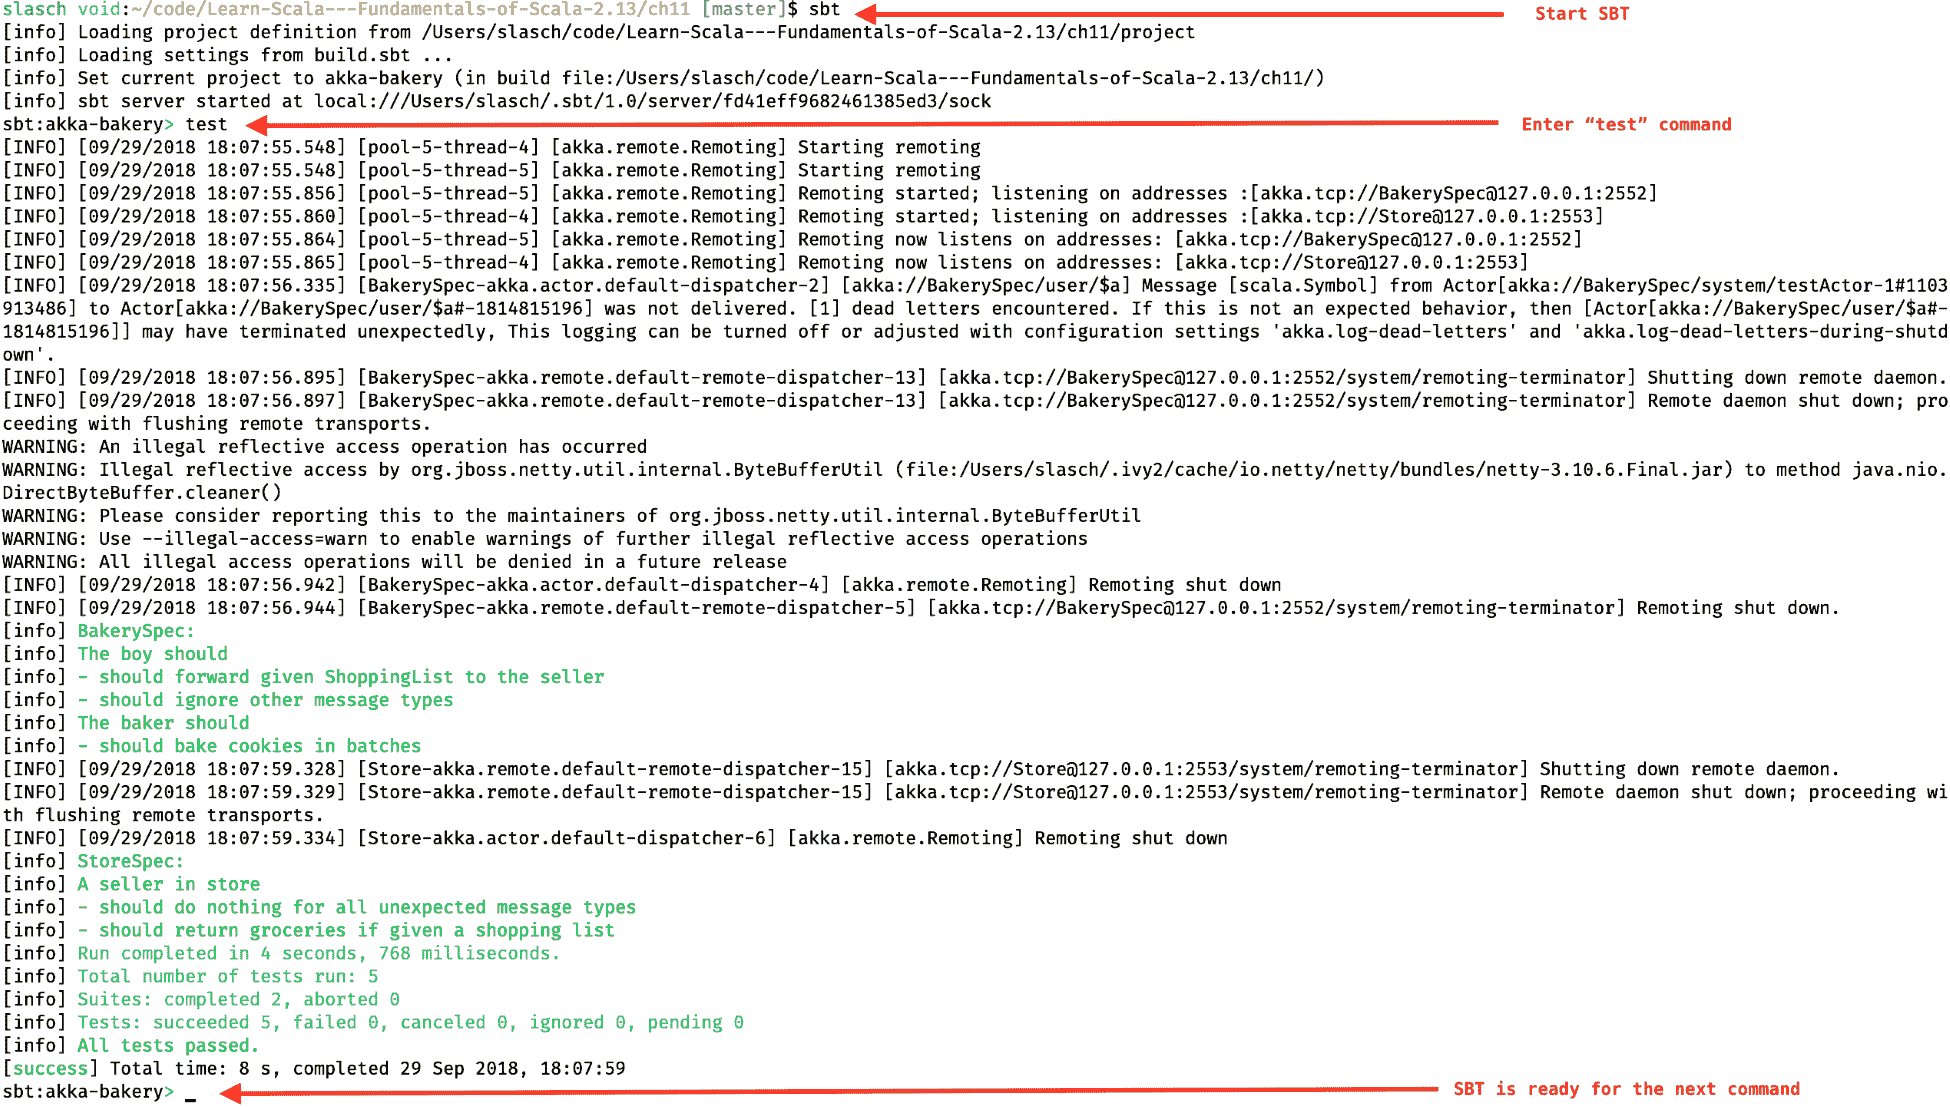 slasch void:~/code/Learn-Scala---Fundamentals-of-Scala-2.13/ch11 [master]$ sbt
Start SBT
[info] Loading project definition from /Users/slasch/code/Learn-Scala---Fundamentals-of-Scala-2.13/ch11/project
[info] Loading settings from build.sbt ...
[info] Set current project to akka-bakery (in build file:/Users/slasch/code/Learn-Scala---Fundamentals-of-Scala-2.13/ch11/)
[info] sbt server started at local:///Users/slasch/.sbt/1.0/server/fd41eff9682461385ed3/sock
sbt:akka-bakery> test
Enter “test” command
[INFO] [09/29/2018 18:07:55.548] [pool-5-thread-4] [akka.remote.Remoting] Starting remoting
[INFO] [09/29/2018 18:07:55.548] [pool-5-thread-5] [akka.remote.Remoting] Starting remoting
[INFO] [09/29/2018 18:07:55.856] [pool-5-thread-5] [akka.remote.Remoting] Remoting started; listening on addresses :[akka.tcp://BakerySpec@127.0.0.1:2552]
[INFO] [09/29/2018 18:07:55.860] [pool-5-thread-4] [akka.remote.Remoting] Remoting started; listening on addresses :[akka.tcp://Store@127.0.0.1:2553]
[INFO] [09/29/2018 18:07:55.864] [pool-5-thread-5] [akka.remote.Remoting] Remoting now listens on addresses: [akka.tcp://BakerySpec@127.0.0.1:2552]
[INFO] [09/29/2018 18:07:55.865] [pool-5-thread-4] [akka.remote.Remoting] Remoting now listens on addresses: [akka.tcp://Store@127.0.0.1:2553]
[INFO] [09/29/2018 18:07:56.335] [BakerySpec-akka.actor.default-dispatcher-2] [akka://BakerySpec/user/$a] Message [scala.Symbol] from Actor[akka://BakerySpec/system/testActor-1#1103
913486] to Actor[akka://BakerySpec/user/$a#-1814815196] was not delivered. [1] dead letters encountered. If this is not an expected behavior, then [Actor[akka://BakerySpec/user/$a#-
1814815196]] may have terminated unexpectedly, This logging can be turned off or adjusted with configuration settings 'akka.log-dead-letters' and 'akka.log-dead-letters-during-shutd
own'.
[INFO] [09/29/2018 18:07:56.895] [BakerySpec-akka.remote.default-remote-dispatcher-13] [akka.tcp://BakerySpec@127.0.0.1:2552/system/remoting-terminator] Shutting down remote daemon.
[INFO] [09/29/2018 18:07:56.897] [BakerySpec-akka.remote.default-remote-dispatcher-13] [akka.tcp://BakerySpec@127.0.0.1:2552/system/remoting-terminator] Remote daemon shut down; pro
ceeding with flushing remote transports.
WARNING: An illegal reflective access operation has occurred
WARNING: Illegal reflective access by org.jboss.netty.util.internal.ByteBufferUtil (file:/Users/slasch/.ivy2/cache/io.netty/netty/bundles/netty-3.10.6.Final.jar) to method java.nio.
DirectByteBuffer.cleaner()
WARNING: Please consider reporting this to the maintainers of org.jboss.netty.util.internal.ByteBufferUtil
WARNING: Use --illegal-access=warn to enable warnings of further illegal reflective access operations
WARNING: All illegal access operations will be denied in a future release
[INFO] [09/29/2018 18:07:56.942] [BakerySpec-akka.actor.default-dispatcher-4] [akka.remote.Remoting] Remoting shut down
[INFO] [09/29/2018 18:07:56.944] [BakerySpec-akka.remote.default-remote-dispatcher-5] [akka.tcp://BakerySpec@127.0.0.1:2552/system/remoting-terminator] Remoting shut down.
[info] BakerySpec:
[info] The boy should
[info] - should forward given ShoppingList to the seller
[info] - should ignore other message types
[info] The baker should
[info] - should bake cookies in batches
[INFO] [09/29/2018 18:07:59.328] [Store-akka.remote.default-remote-dispatcher-15] [akka.tcp://Store@127.0.0.1:2553/system/remoting-terminator] Shutting down remote daemon.
[INFO] [09/29/2018 18:07:59.329] [Store-akka.remote.default-remote-dispatcher-15] [akka.tcp://Store@127.0.0.1:2553/system/remoting-terminator] Remote daemon shut down; proceeding wi
th flushing remote transports.
[INFO] [09/29/2018 18:07:59.334] [Store-akka.actor.default-dispatcher-6] [akka.remote.Remoting] Remoting shut down
[info] StoreSpec:
[info] A seller in store
[info] - should do nothing for all unexpected message types
[info] - should return groceries if given a shopping list
[info] Run completed in 4 seconds, 768 milliseconds.
[info] Total number of tests run: 5
[info] Suites: completed 2, aborted 0
[info] Tests: succeeded 5, failed 0, canceled 0, ignored 0, pending 0
[info] All tests passed.
[success] Total time: 8 s, completed 29 Sep 2018, 18:07:59
sbt:akka-bakery> _
SBT is ready for the next command